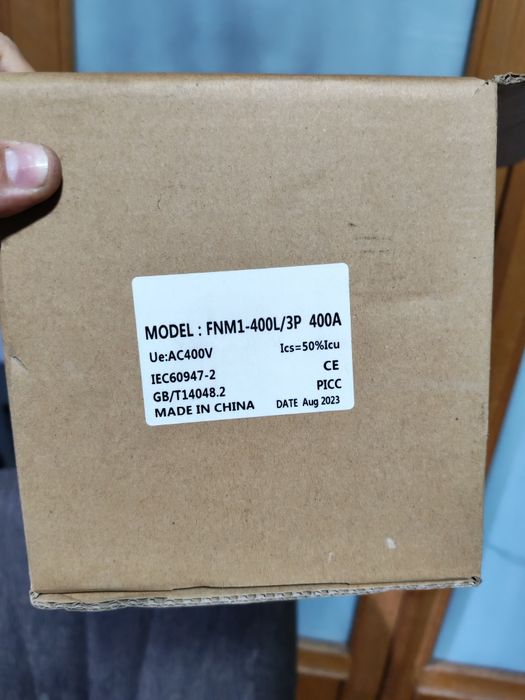 MODEL : FNM1-400L/3P 400A
Ue:AC400V Ics=50%Icu
IEC60947-2 CE
GB/T14048.2 PICC
MADE IN CHINA DATE Aug 2023